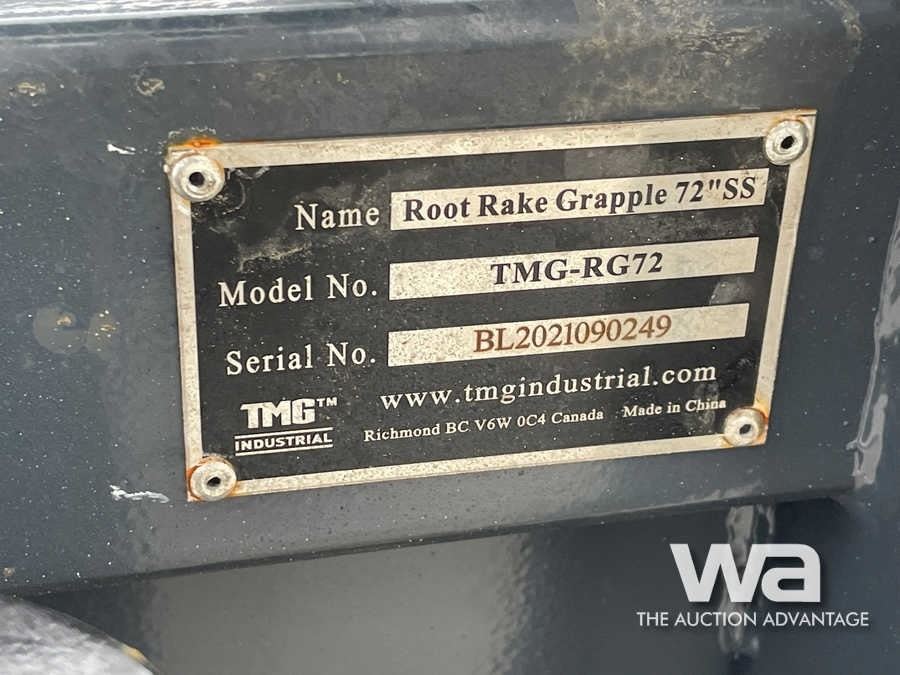 Name Root Rake Grapple 72"SS
Model No. TMG-RG72
Serial No. BL2021090249
www.tmgindustrial.com
TMG™
INDUSTRIAL
Richmond BC V6W 0C4 Canada Made in China
wa
THE AUCTION ADVANTAGE